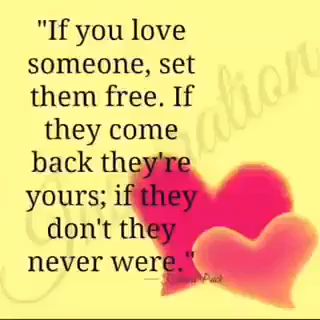 "If you love
someone, set
them free. If
they come
back they're
yours; if they
don't they
never were."